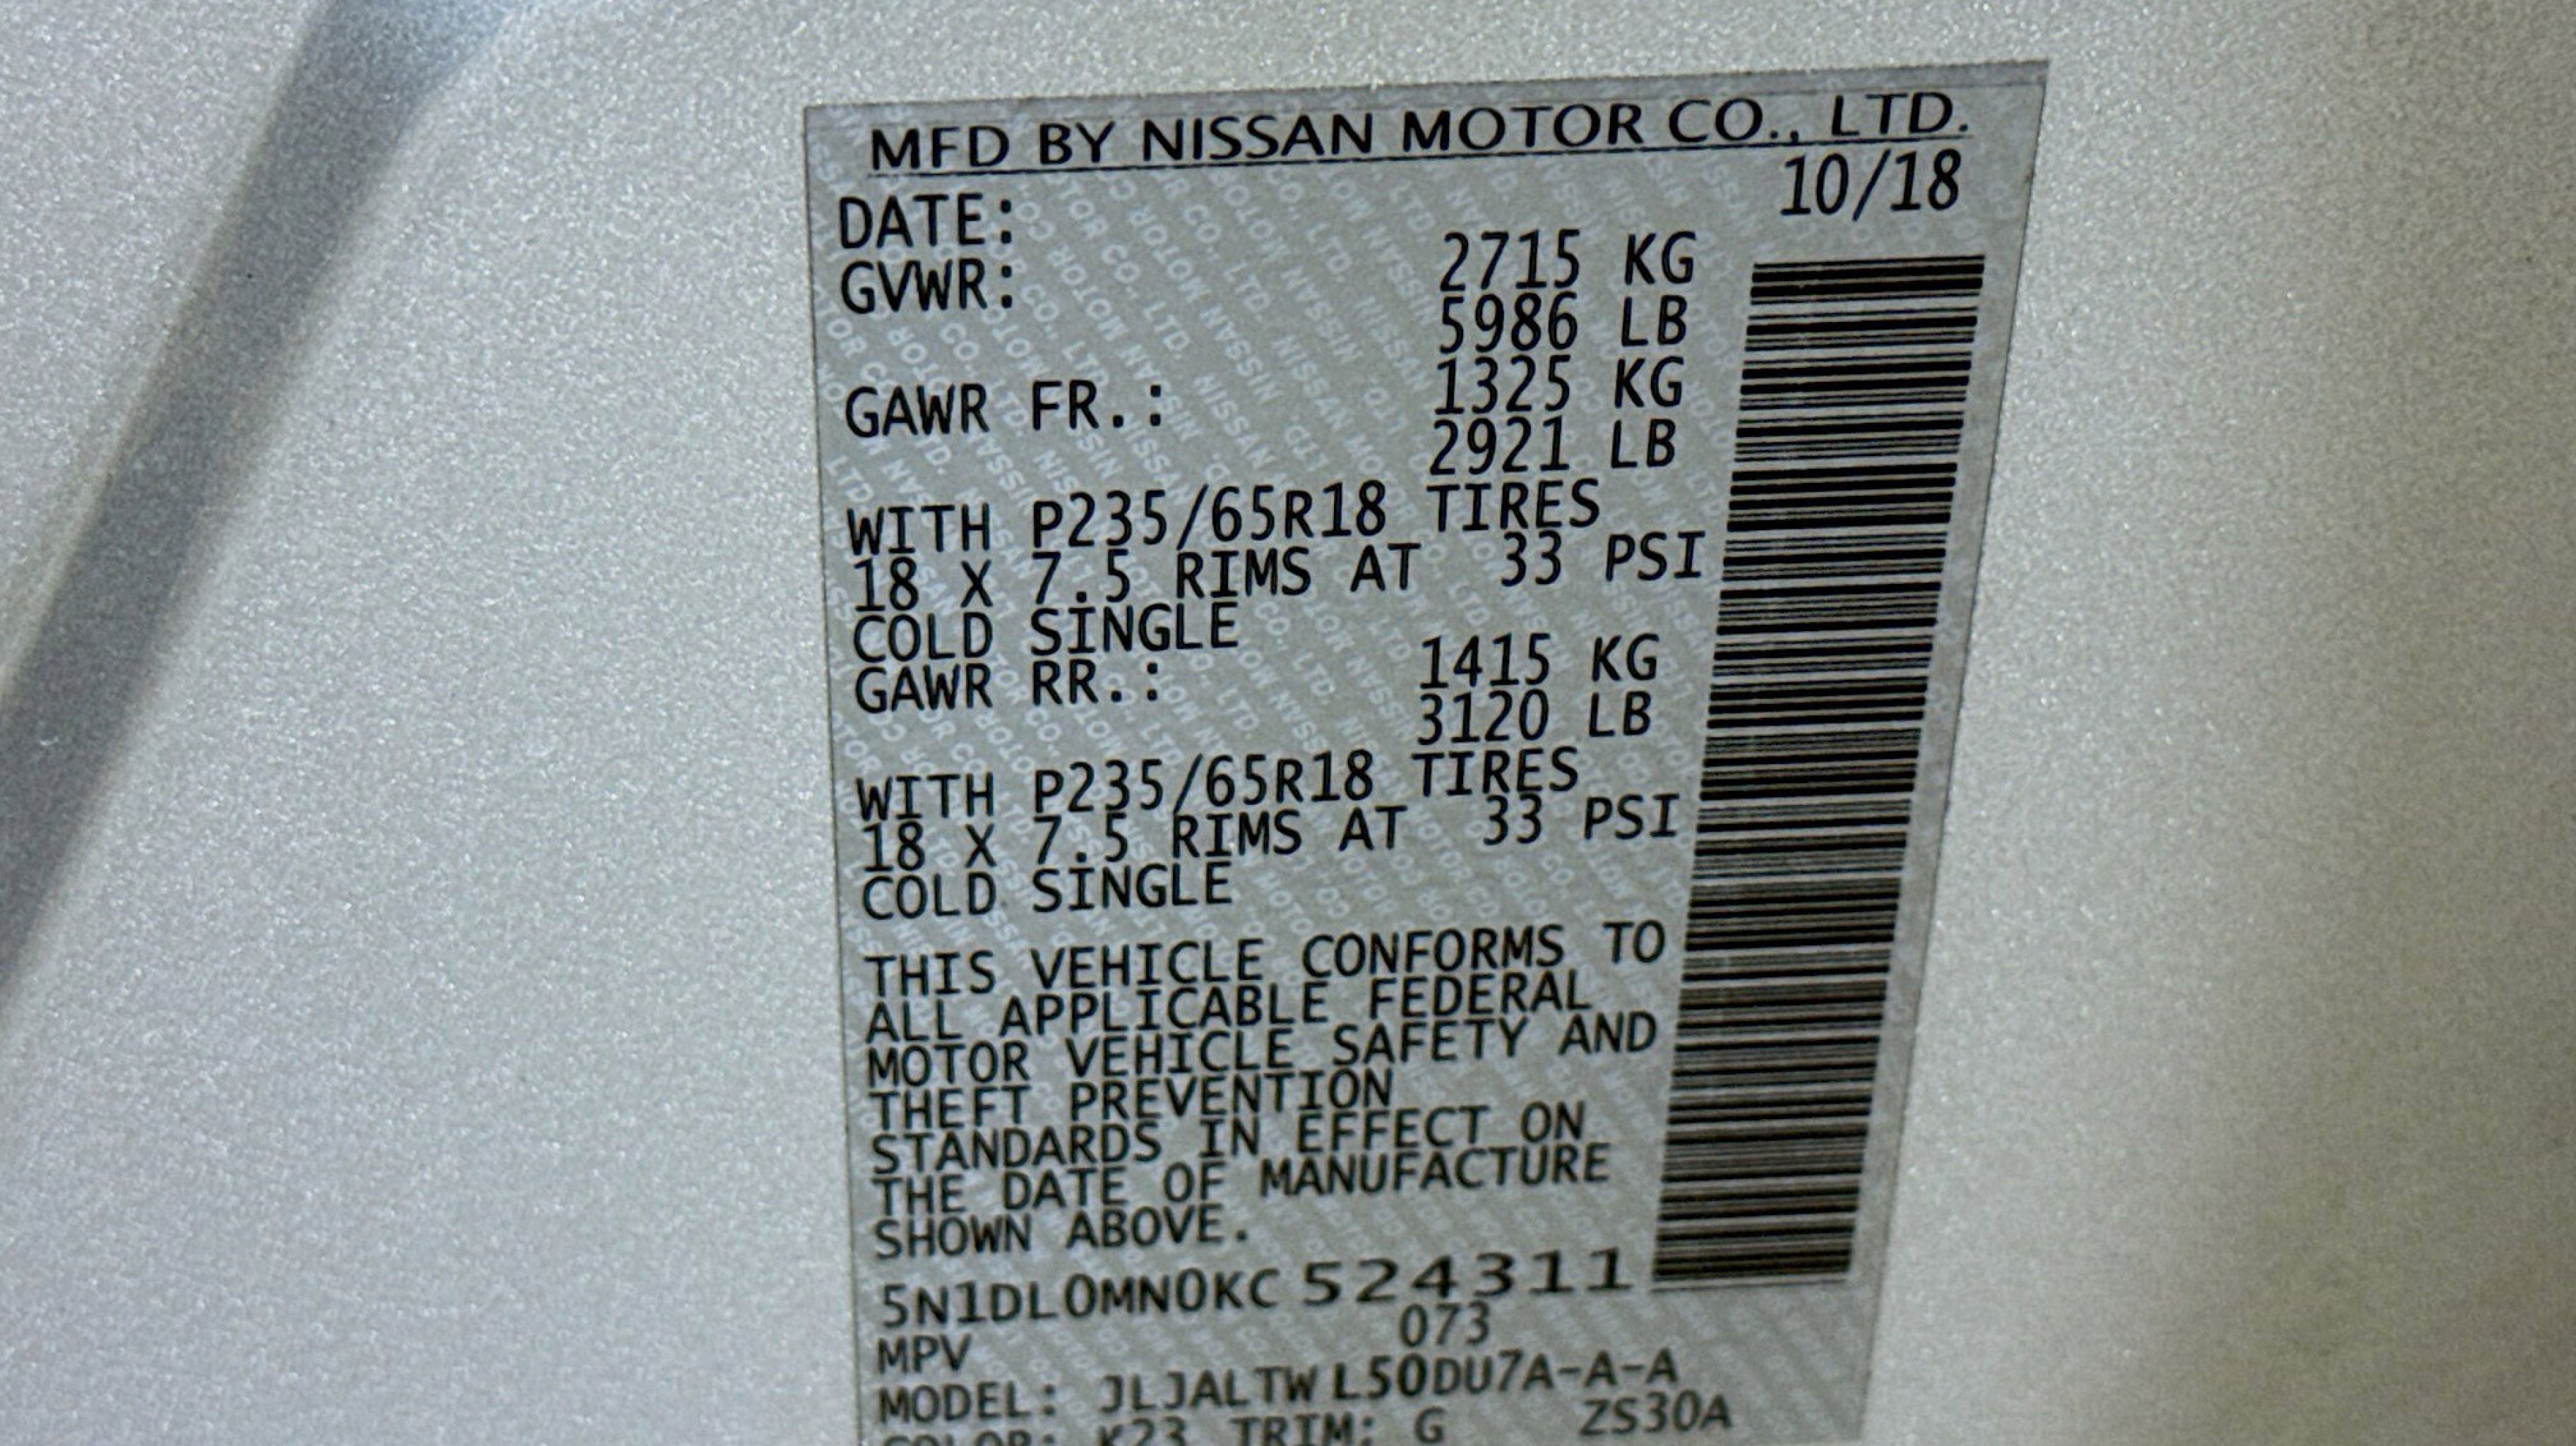 MFD BY NISSAN MOTOR CO., LTD.
DATE: 10/18
GVWR: 2715 KG
5986 LB
GAWR FR.: 1325 KG
2921 LB
WITH P235/65R18 TIRES
18 X 7.5 RIMS AT 33 PSI
COLD SINGLE
GAWR RR.: 1415 KG
3120 LB
WITH P235/65R18 TIRES
18 X 7.5 RIMS AT 33 PSI
COLD SINGLE
THIS VEHICLE CONFORMS TO
ALL APPLICABLE FEDERAL
MOTOR VEHICLE SAFETY AND
THEFT PREVENTION
STANDARDS IN EFFECT ON
THE DATE OF MANUFACTURE
SHOWN ABOVE.
5N1DL0MN0KC524311
073
MPV
MODEL: JLJALTWL50DU7A-A-A
COLOR: K23 TRIM: G ZS30A